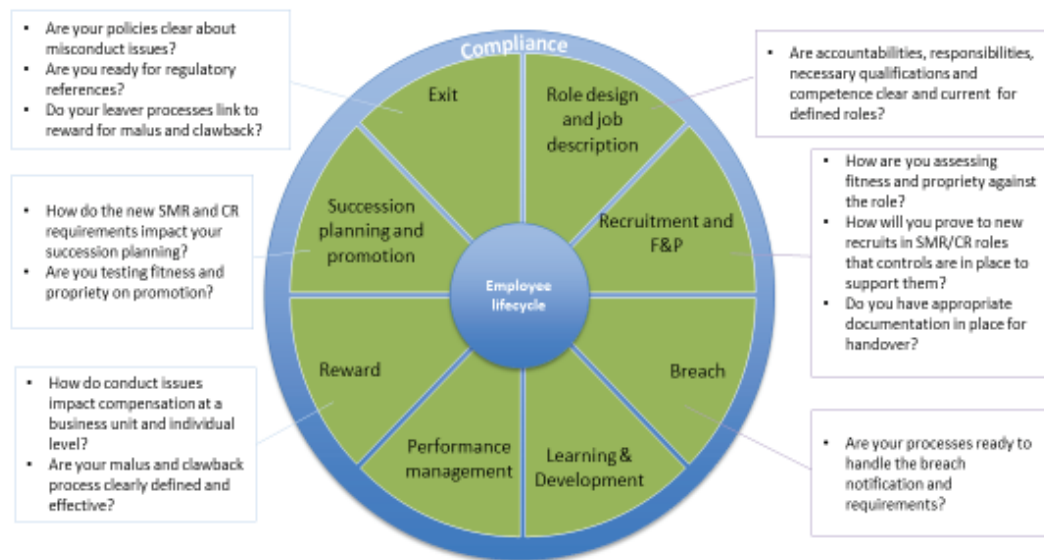 • Are your policies clear about
misconduct issues?
• Are you ready for regulatory
references?
• Do your leaver processes link to
reward for malus and clawback?
• How do the new SMR and CR
requirements impact your
succession planning?
• Are you testing fitness and
propriety on promotion?
• How do conduct issues
impact compensation at a
business unit and individual
level?
• Are your malus and clawback
process clearly defined and
effective?
Compliance
Exit
Role design
and job
description
Succession
planning and
promotion
Recruitment and
F&P
Employee
lifecycle
Reward
Breach
Performance
management
Learning &
Development
• Are accountabilities, responsibilities,
necessary qualifications and
competence clear and current for
defined roles?
• How are you assessing
fitness and propriety against
the role?
• How will you prove to new
recruits in SMR/CR roles
that controls are in place to
support them?
• Do you have appropriate
documentation in place for
handover?
• Are your processes ready to
handle the breach
notification and
requirements?